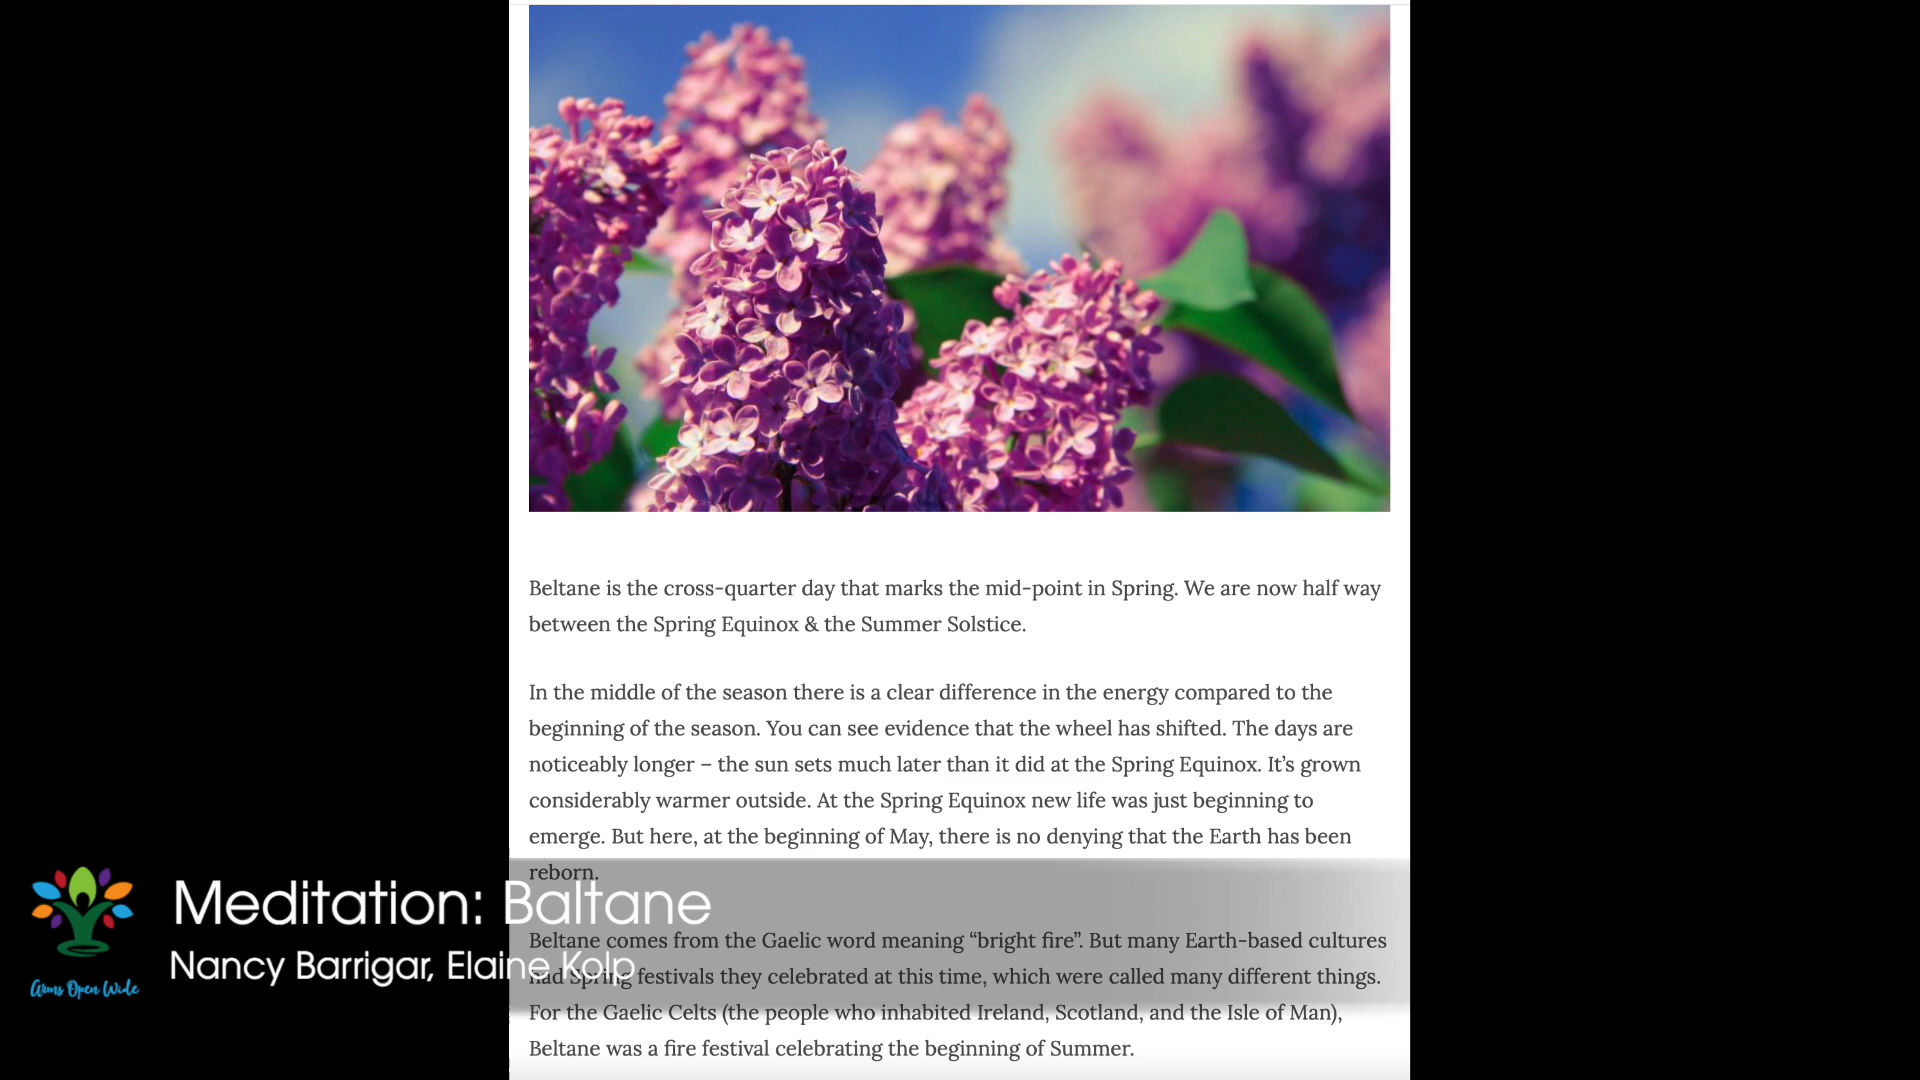 Beltane is the cross-quarter day that marks the mid-point in Spring. We are now half way
between the Spring Equinox & the Summer Solstice.
In the middle of the season there is a clear difference in the energy compared to the
beginning of the season. You can see evidence that the wheel has shifted. The days are
noticeably longer – the sun sets much later than it did at the Spring Equinox. It’s grown
considerably warmer outside. At the Spring Equinox new life was just beginning to
emerge. But here, at the beginning of May, there is no denying that the Earth has been
reborn.
Meditation: Baltane
Beltane comes from the Gaelic word meaning “bright fire”. But many Earth-based cultures
Nancy Barrigar, Elaine Kolp
had Spring festivals they celebrated at this time, which were called many different things.
Arms Open Wide
For the Gaelic Celts (the people who inhabited Ireland, Scotland, and the Isle of Man),
Beltane was a fire festival celebrating the beginning of Summer.